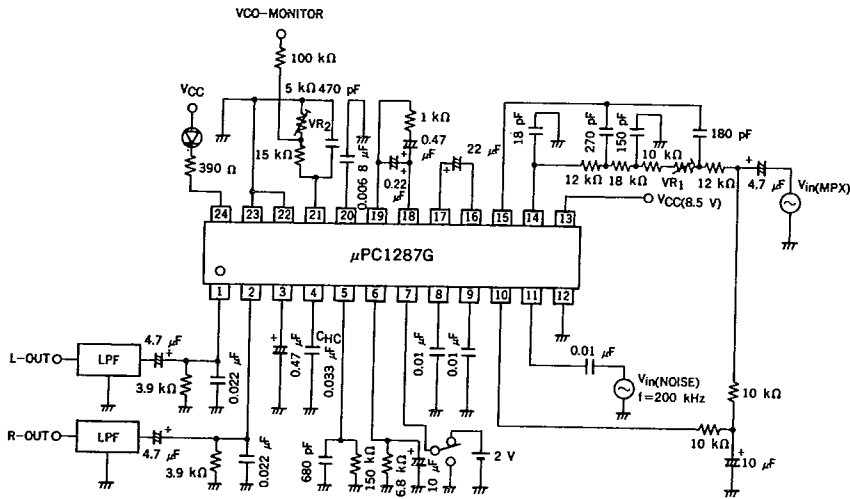 VCO-MONITOR
100 kΩ
VCC
5 kΩ
470 pF
VR2
390 Ω
15 kΩ
0.006 8 μF
1 kΩ
0.47 μF
+
0.22 μF
+
22 μF
+
18 pF
270 pF
150 pF
180 pF
10 kΩ
12 kΩ
18 kΩ
VR1
12 kΩ
+
4.7 μF
Vin(MPX)
VCC(8.5 V)
24 23 22 21 20 19 18 17 16 15 14 13
μPC1287G
1 2 3 4 5 6 7 8 9 10 11 12
L-OUT
LPF
4.7 μF
+
3.9 kΩ
0.022 μF
R-OUT
LPF
4.7 μF
+
3.9 kΩ
0.022 μF
+
0.47 μF
CHC
0.033 μF
680 pF
150 kΩ
6.8 kΩ
+
10 μF
2 V
0.01 μF
0.01 μF
0.01 μF
Vin(NOISE)
f=200 kHz
10 kΩ
10 kΩ
+
10 μF